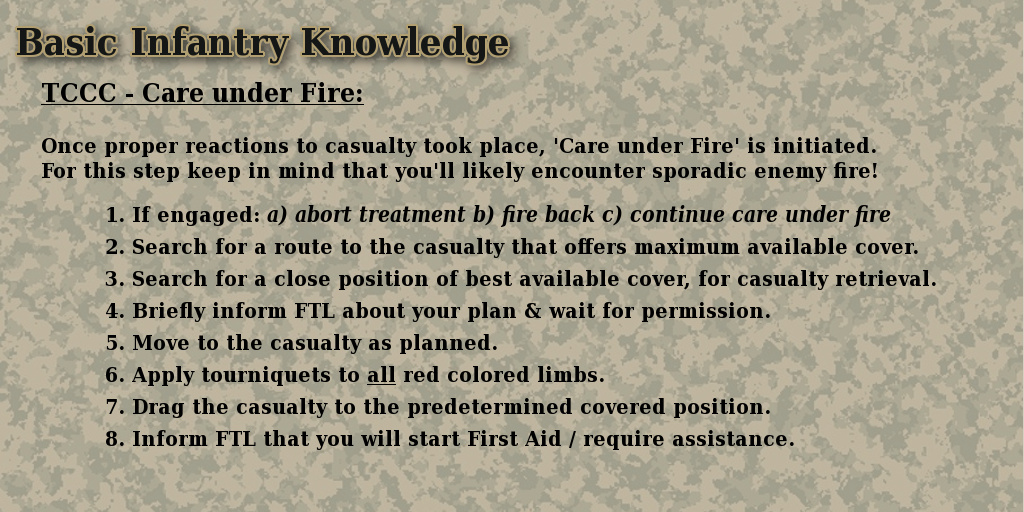 Basic Infantry Knowledge
TCCC - Care under Fire:
Once proper reactions to casualty took place, 'Care under Fire' is initiated.
For this step keep in mind that you'll likely encounter sporadic enemy fire!
1. If engaged: a) abort treatment b) fire back c) continue care under fire
2. Search for a route to the casualty that offers maximum available cover.
3. Search for a close position of best available cover, for casualty retrieval.
4. Briefly inform FTL about your plan & wait for permission.
5. Move to the casualty as planned.
6. Apply tourniquets to all red colored limbs.
7. Drag the casualty to the predetermined covered position.
8. Inform FTL that you will start First Aid / require assistance.